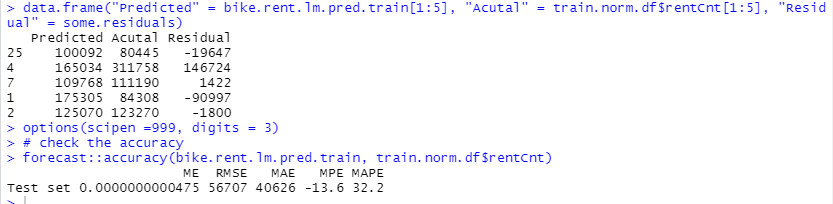 > data.frame("Predicted" = bike.rent.lm.pred.train[1:5], "Acutal" = train.norm.df$rentCnt[1:5], "Resid
ual" = some.residuals)
   Predicted Acutal Residual
25    100092  80445   -19647
4     165034 311758   146724
7     109768 111190     1422
1     175305  84308   -90997
2     125070 123270    -1800
> options(scipen =999, digits = 3)
> # check the accuracy
> forecast::accuracy(bike.rent.lm.pred.train, train.norm.df$rentCnt)
                       ME  RMSE   MAE   MPE MAPE
Test set 0.0000000000475 56707 40626 -13.6 32.2
>